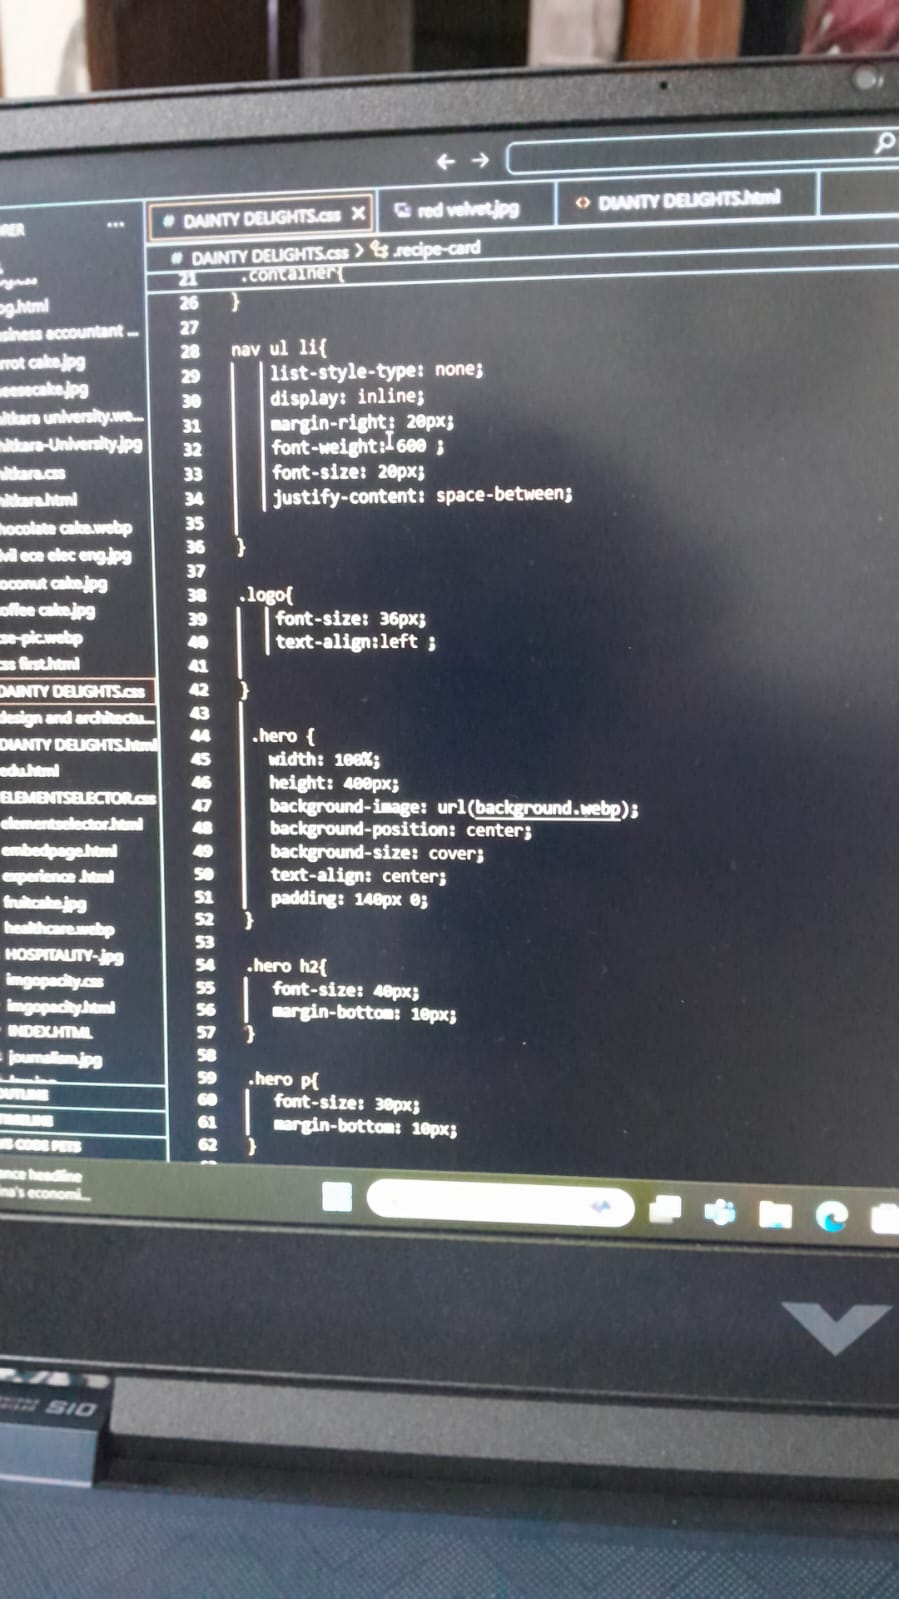 DAINTY DELIGHTS.css
red velvet.jpg
DIANTY DELIGHTS.html
DAINTY DELIGHTS.css > .recipe-card
21 .container{
26 }
27
28 nav ul li{
29 list-style-type: none;
30 display: inline;
31 margin-right: 20px;
32 font-weight: 600 ;
33 font-size: 20px;
34 justify-content: space-between;
35
36 }
37
38 .logo{
39 font-size: 36px;
40 text-align:left ;
41
42 }
43
44 .hero {
45 width: 100%;
46 height: 400px;
47 background-image: url(background.webp);
48 background-position: center;
49 background-size: cover;
50 text-align: center;
51 padding: 140px 0;
52 }
53
54 .hero h2{
55 font-size: 40px;
56 margin-bottom: 10px;
57 }
58
59 .hero p{
60 font-size: 30px;
61 margin-bottom: 10px;
62 }
og.html
siness accountant ...
rrot cake.jpg
eesecake.jpg
itkara university.we...
hitkara-University.jpg
hitkara.css
hitkara.html
hocolate cake.webp
vil ece elec eng.jpg
oconut cake.jpg
offee cake.jpg
se-pic.webp
ss first.html
DAINTY DELIGHTS.css
design and architectu...
DIANTY DELIGHTS.html
edu.html
ELEMENTSELECTOR.css
elementselector.html
embedpage.html
experience .html
fruitcake.jpg
healthcare.webp
HOSPITALITY-.jpg
imgopacity.css
imgopacity.html
INDEX.HTML
journalism.jpg
OUTLINE
TIMELINE
VS CODE PETS
ance headline
ina's economi...
510